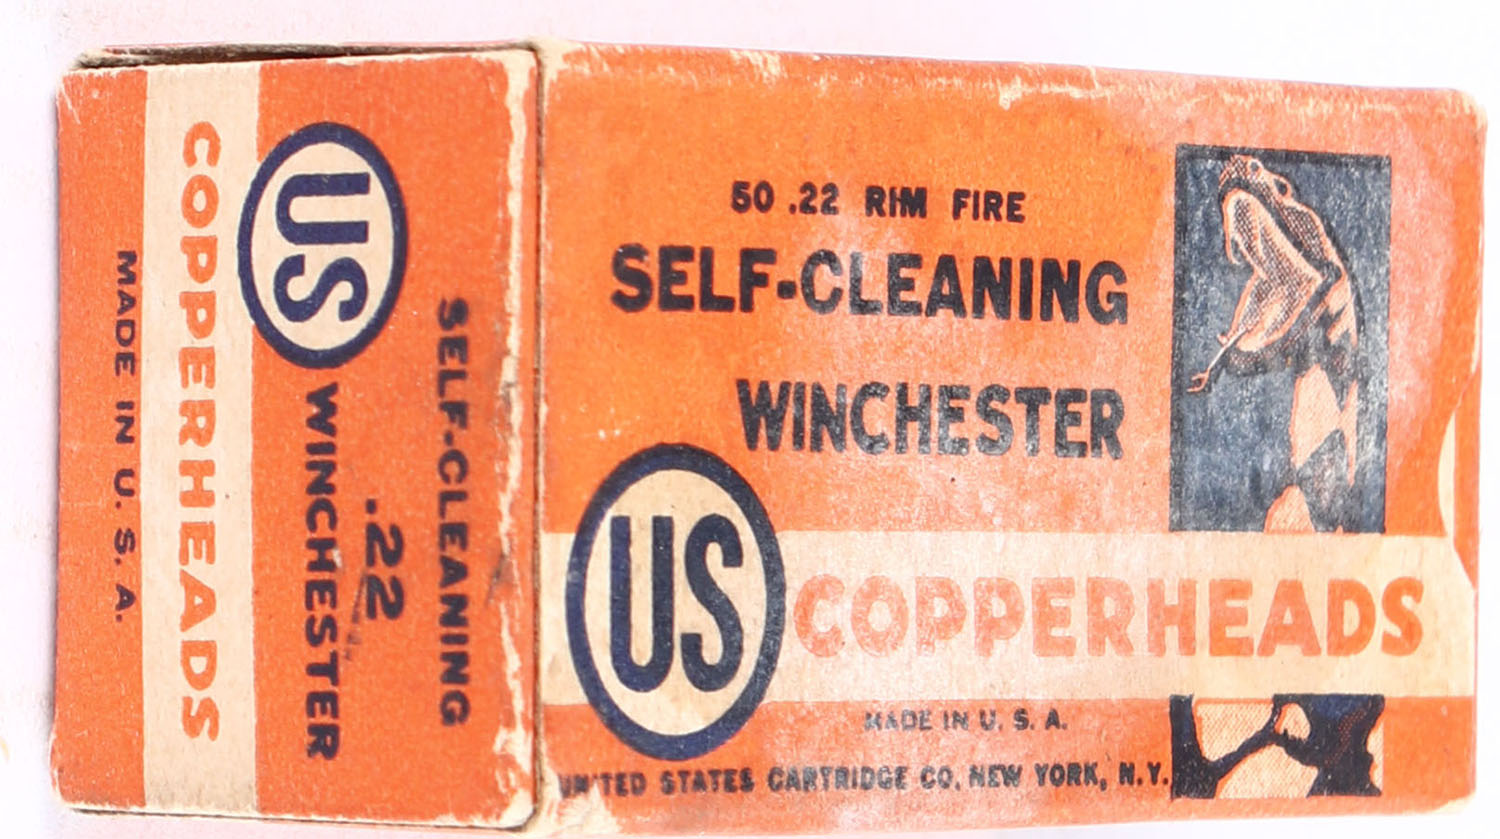 COPPERHEADS
MADE IN U. S. A.
US
SELF-CLEANING
.22
WINCHESTER
50 .22 RIM FIRE
SELF-CLEANING
WINCHESTER
US
COPPERHEADS
MADE IN U. S. A.
UNITED STATES CARTRIDGE CO. NEW YORK, N.Y.